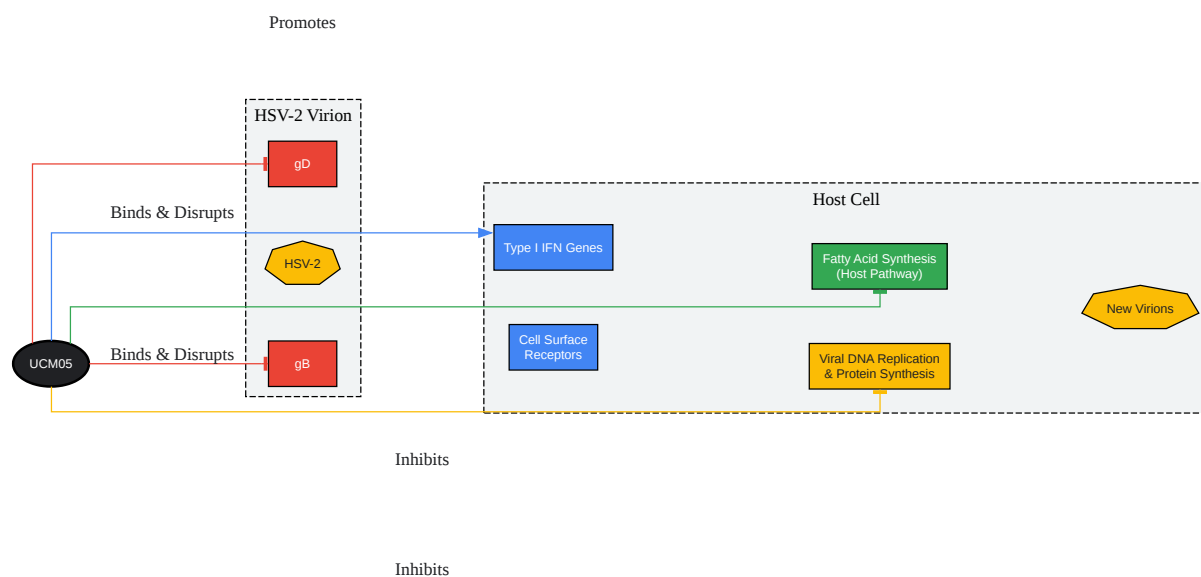 Promotes
HSV-2 Virion
gD
Binds & Disrupts
HSV-2
Binds & Disrupts
gB
UCM05
Host Cell
Type I IFN Genes
Fatty Acid Synthesis
(Host Pathway)
New Virions
Cell Surface
Receptors
Viral DNA Replication
& Protein Synthesis
Inhibits
Inhibits